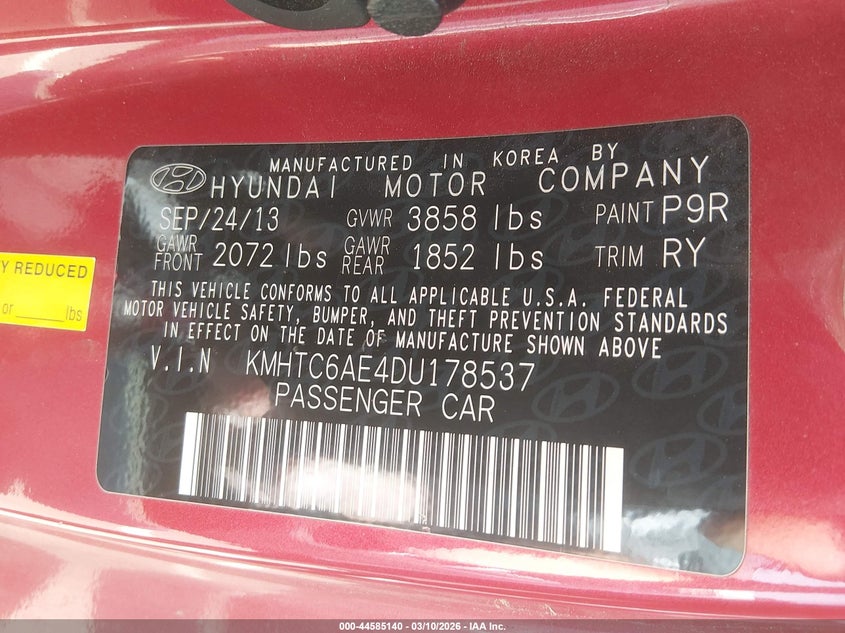 MANUFACTURED IN KOREA BY
HYUNDAI MOTOR COMPANY
SEP/24/13 GVWR 3858 lbs PAINT P9R
GAWR FRONT 2072 lbs GAWR REAR 1852 lbs TRIM RY
THIS VEHICLE CONFORMS TO ALL APPLICABLE U.S.A. FEDERAL
MOTOR VEHICLE SAFETY, BUMPER, AND THEFT PREVENTION STANDARDS
IN EFFECT ON THE DATE OF MANUFACTURE SHOWN ABOVE
V.I.N KMHTC6AE4DU178537
PASSENGER CAR
Y REDUCED
or______lbs
000-44585140 - 03/10/2026 - IAA Inc.